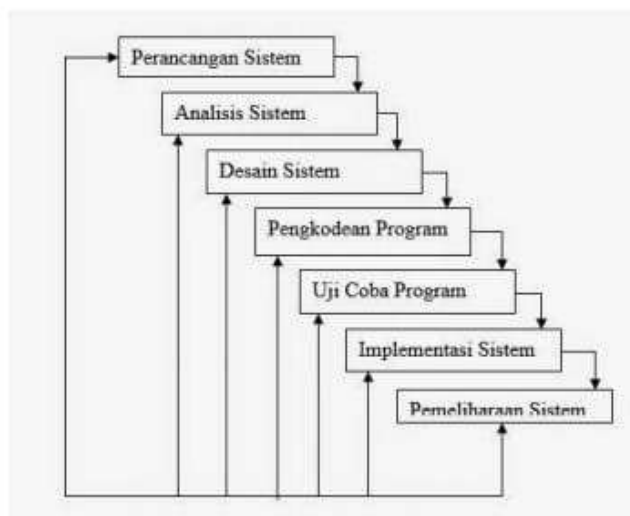 Perancangan Sistem
Analisis Sistem
Desain Sistem
Pengkodean Program
Uji Coba Program
Implementasi Sistem
Pemeliharaan Sistem